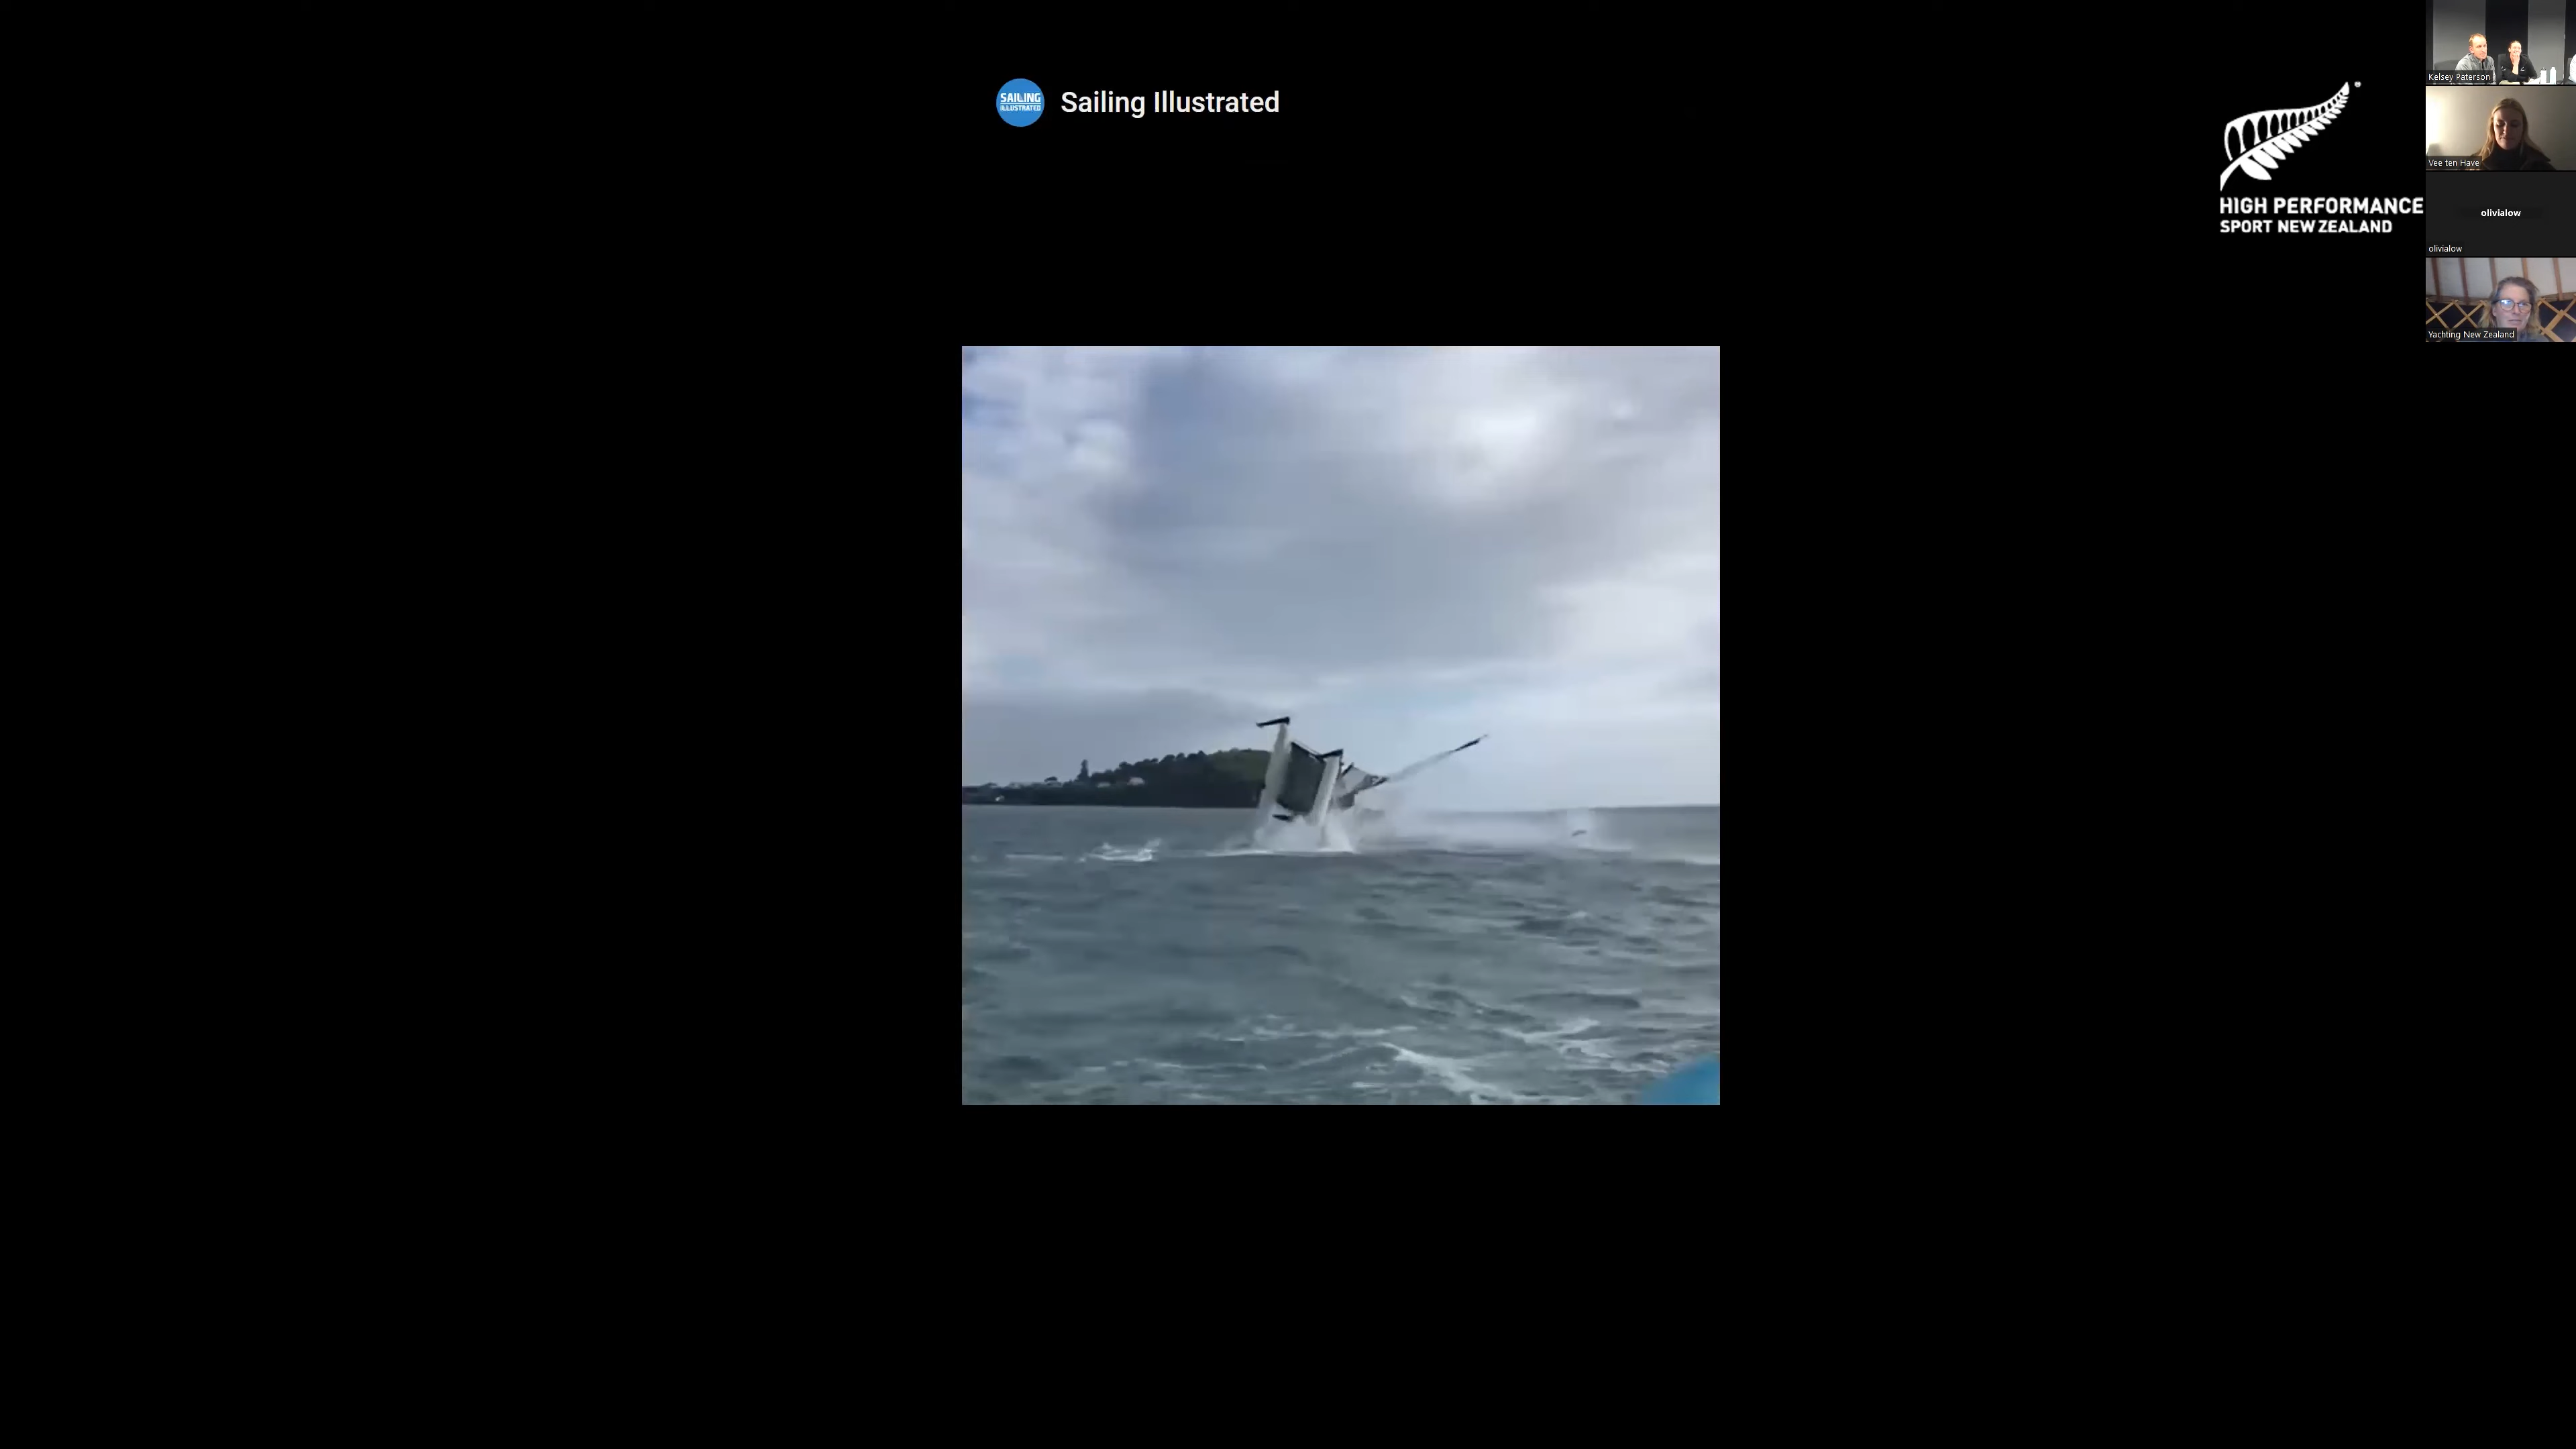 SAILING
ILLUSTRATED
Sailing Illustrated
HIGH PERFORMANCE
SPORT NEW ZEALAND
Kelsey Paterson
Vee ten Have
olivialow
olivialow
Yachting New Zealand